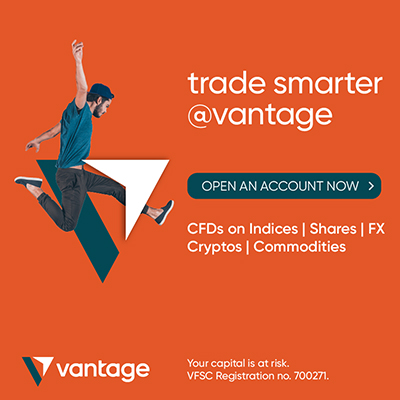 trade smarter
@vantage
OPEN AN ACCOUNT NOW >
CFDs on Indices | Shares | FX
Cryptos | Commodities
vantage
Your capital is at risk.
VFSC Registration no. 700271.